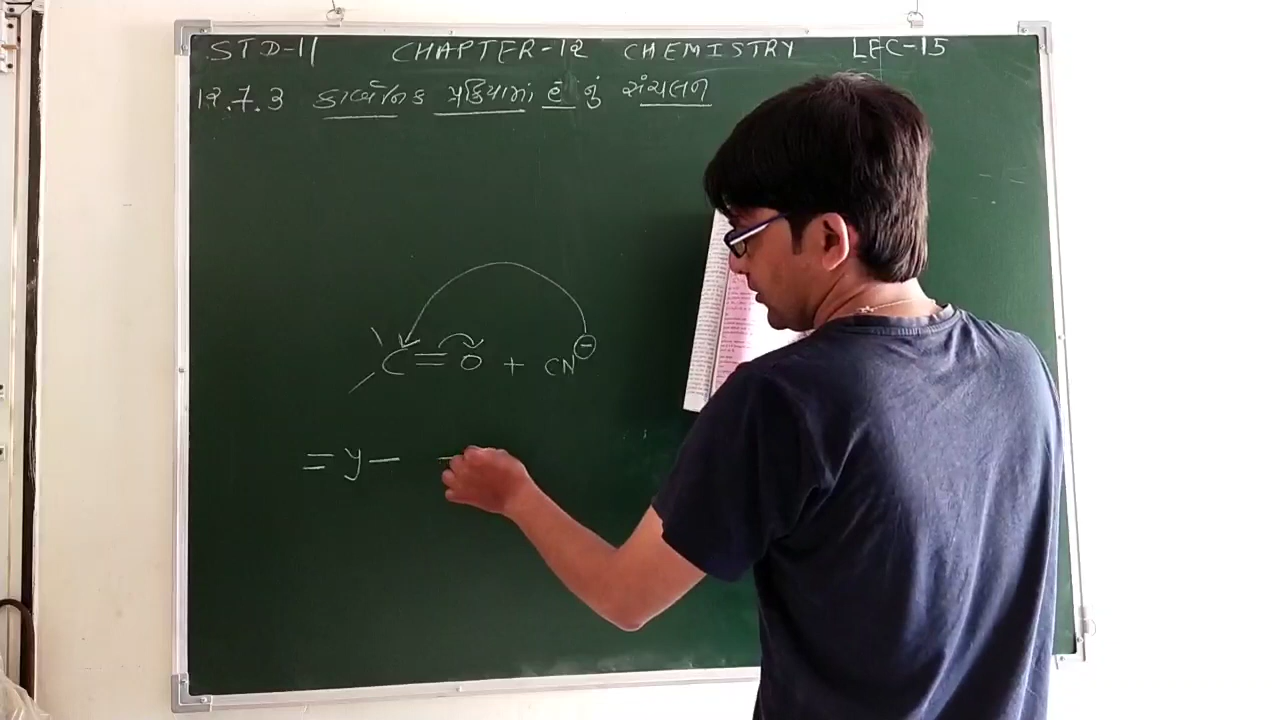 STD-11 CHAPTER-12 CHEMISTRY LEC-15
12.7.3 કાર્બનિક પ્રક્રિયામાં ē નું સંચલન
C=O + CN⊖
=y- -